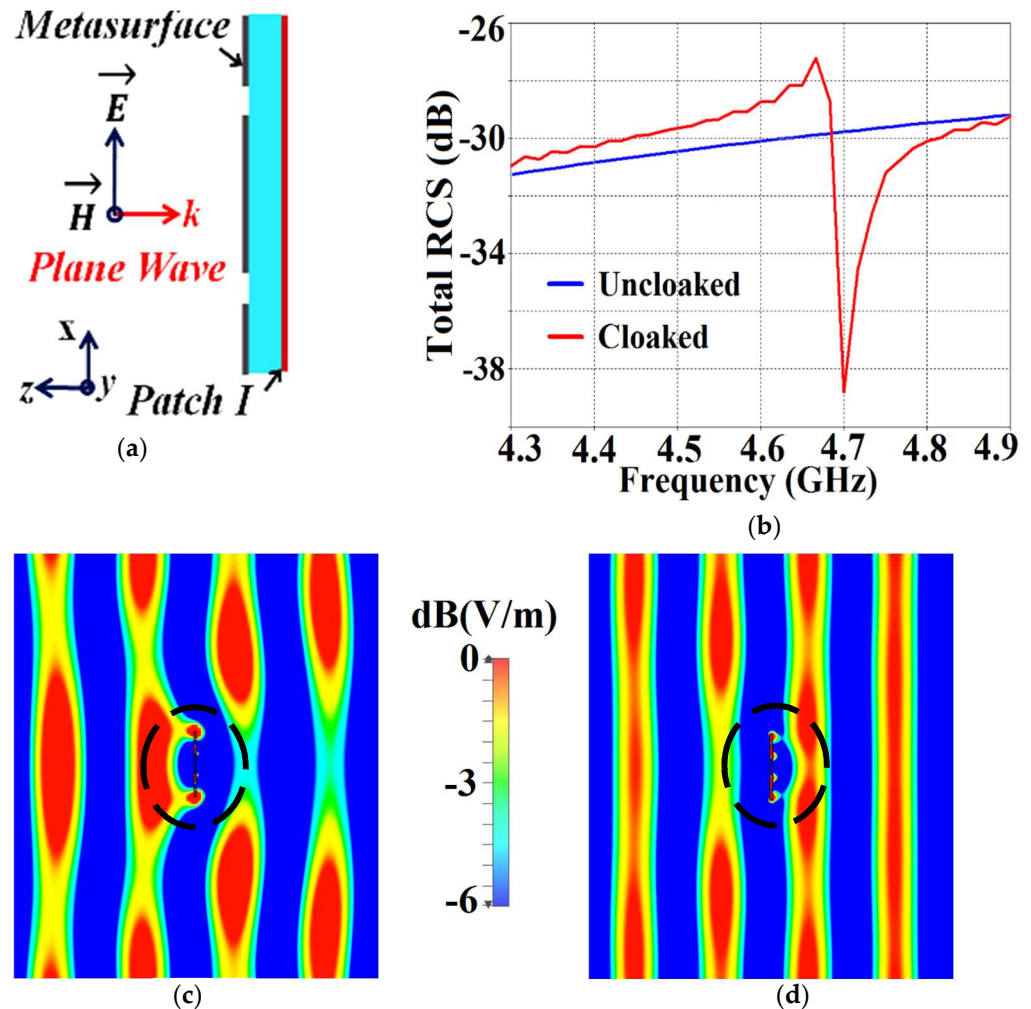 Metasurface
E
H
k
Plane Wave
x
z
y
Patch I
(a)
-26
-30
-34
-38
Total RCS (dB)
Uncloaked
Cloaked
4.3 4.4 4.5 4.6 4.7 4.8 4.9
Frequency (GHz)
(b)
dB(V/m)
0
-3
-6
(c)
(d)